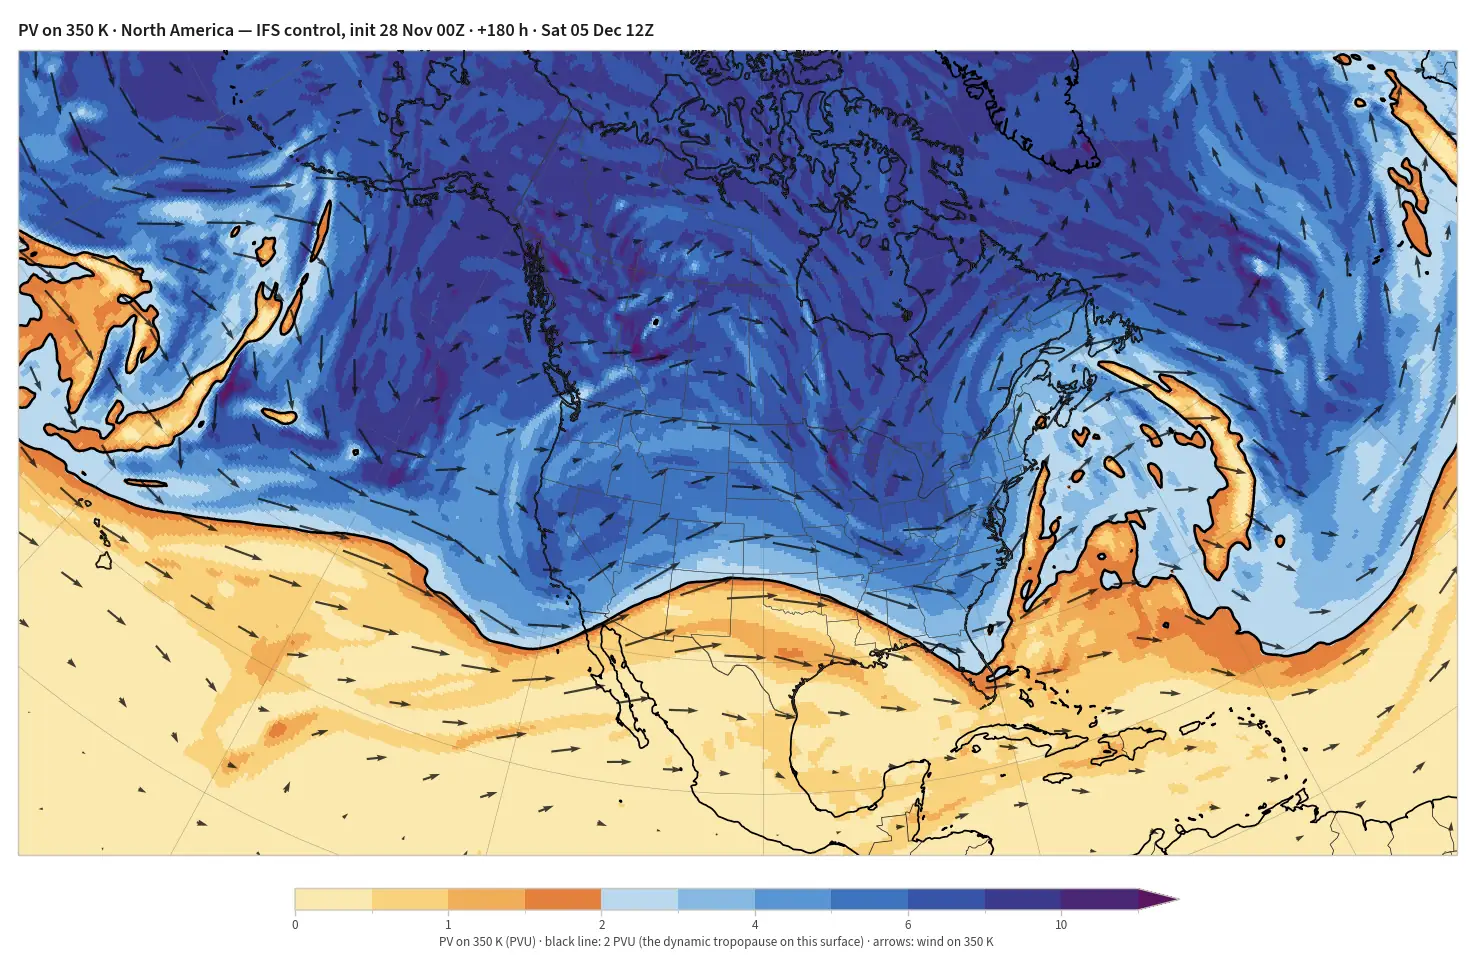 PV on 350 K · North America — IFS control, init 28 Nov 00Z · +180 h · Sat 05 Dec 12Z
0 1 2 4 6 10
PV on 350 K (PVU) · black line: 2 PVU (the dynamic tropopause on this surface) · arrows: wind on 350 K